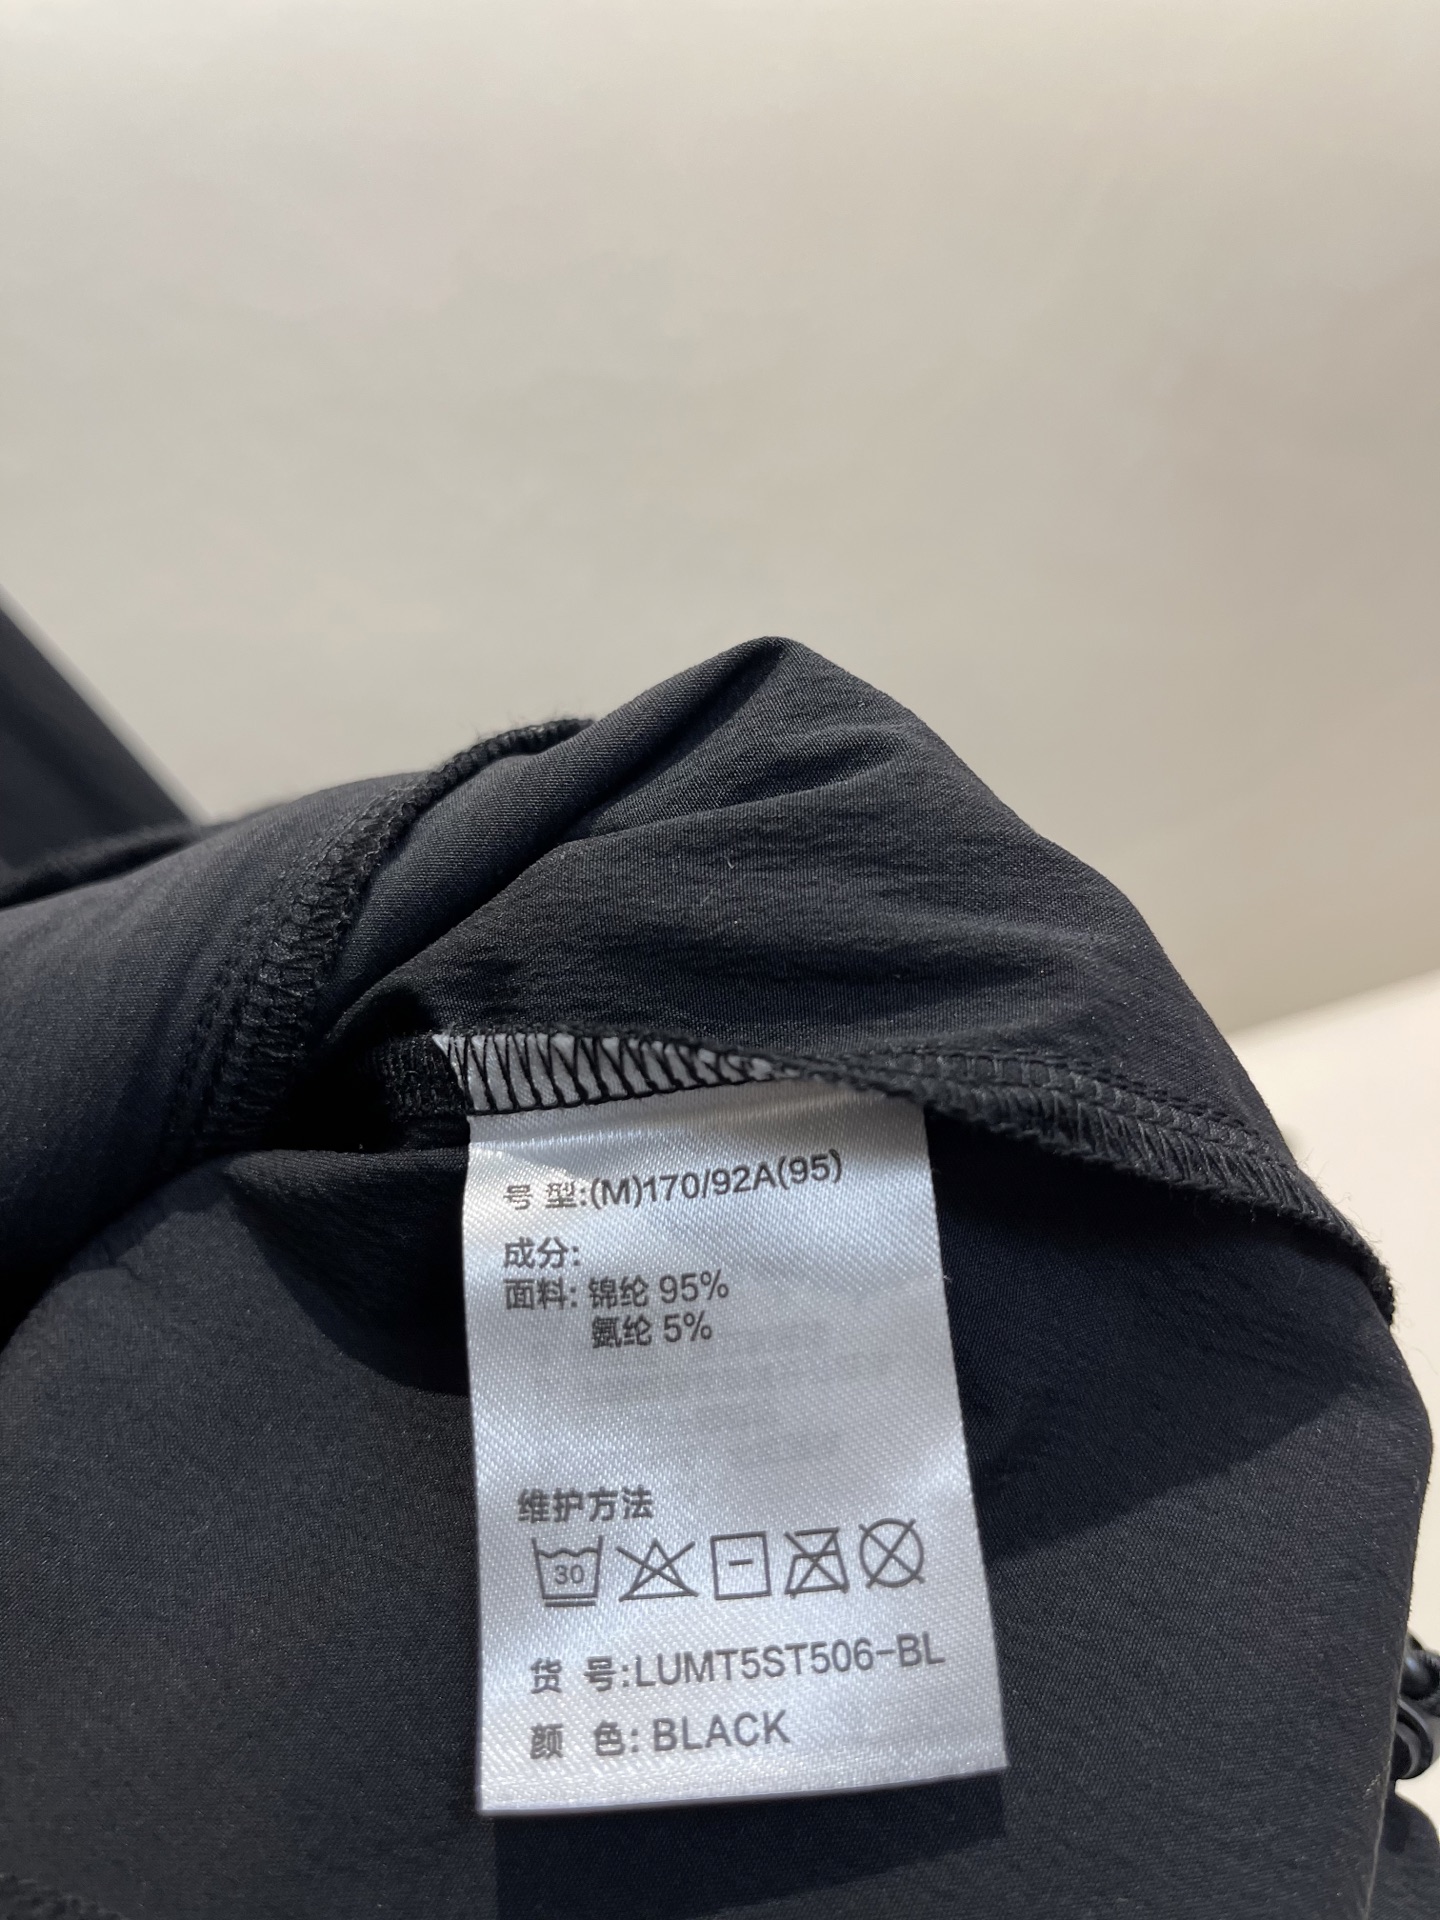 号 型:(M)170/92A(95)
成分:
面料: 锦纶 95%
氨纶 5%
维护方法
30
货 号:LUMT5ST506-BL
颜 色: BLACK